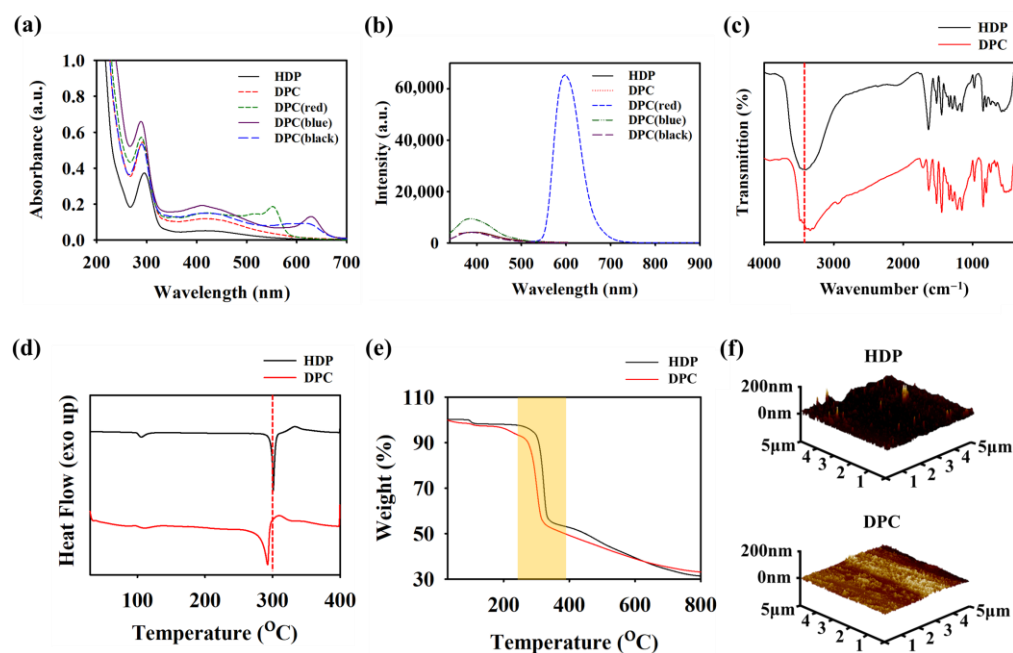 (a)
HDP
DPC
DPC(red)
DPC(blue)
DPC(black)
Absorbance (a.u.)
1.0
0.8
0.6
0.4
0.2
0.0
200 300 400 500 600 700
Wavelength (nm)
(b)
HDP
DPC
DPC(red)
DPC(blue)
DPC(black)
Intensity (a.u.)
60,000
40,000
20,000
0
400 500 600 700 800 900
Wavelength (nm)
(c)
HDP
DPC
Transmittion (%)
4000 3000 2000 1000
Wavenumber (cm⁻¹)
(d)
HDP
DPC
Heat Flow (exo up)
100 200 300 400
Temperature (ᴼC)
(e)
HDP
DPC
Weight (%)
110
90
70
50
30
200 400 600 800
Temperature (ᴼC)
(f)
HDP
200nm
0nm
5μm 4 3 2 1
1 2 3 4 5μm
DPC
200nm
0nm
5μm 4 3 2 1
1 2 3 4 5μm